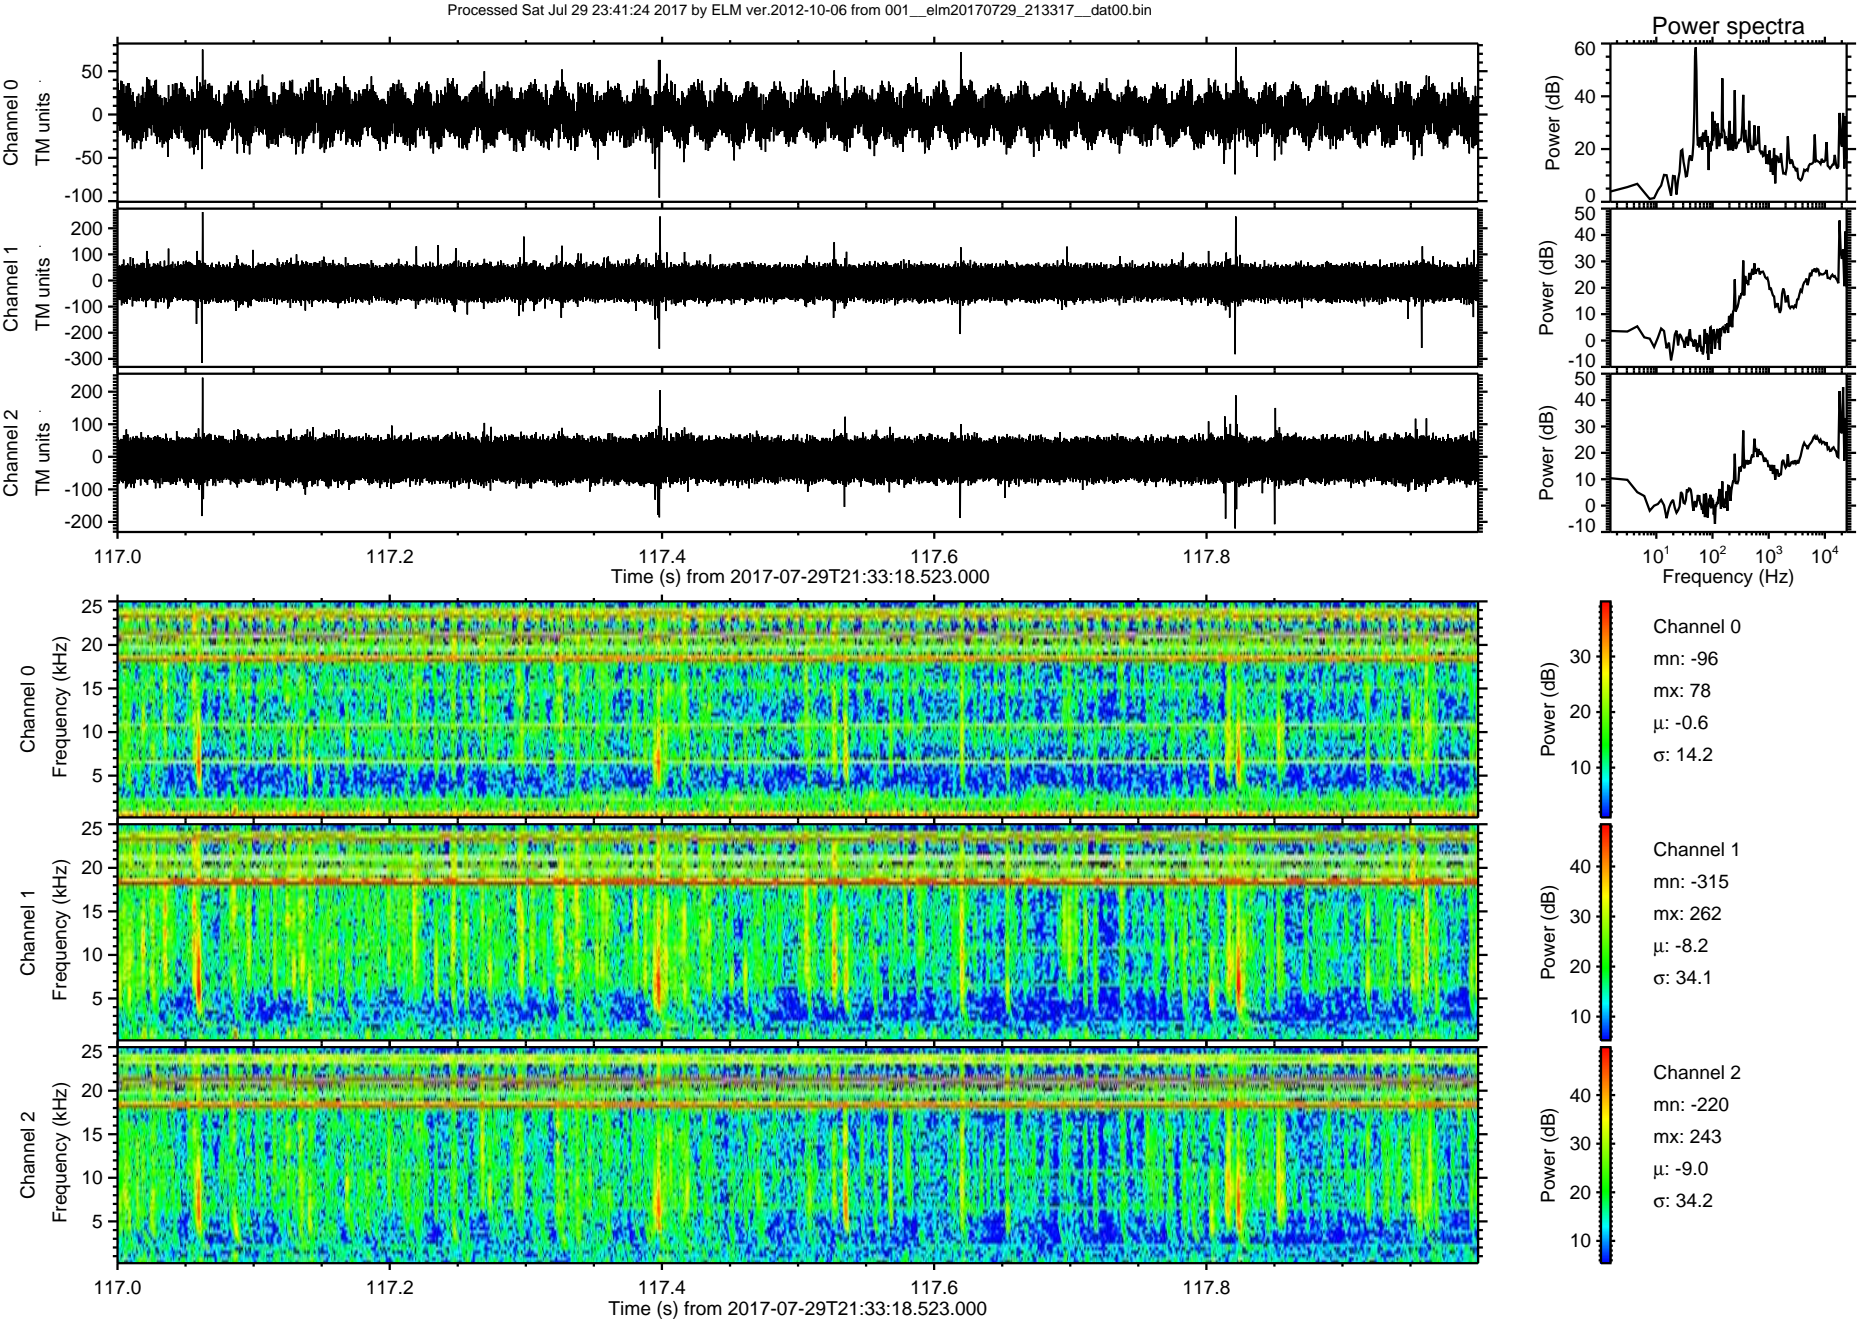 Processed Sat Jul 29 23:41:24 2017 by ELM ver.2012-10-06 from 001__elm20170729_213317__dat00.bin
Power spectra
Channel 0
TM units
50
0
-50
-100
Power (dB)
60
40
20
0
Channel 1
TM units
200
100
0
-100
-200
-300
Power (dB)
50
40
30
20
10
0
-10
Channel 2
TM units
200
100
0
-100
-200
Power (dB)
50
40
30
20
10
0
-10
117.0 117.2 117.4 117.6 117.8
Time (s) from 2017-07-29T21:33:18.523.000
10^1 10^2 10^3 10^4
Frequency (Hz)
Channel 0
Frequency (kHz)
25
20
15
10
5
Power (dB)
30
20
10
Channel 0
mn: -96
mx: 78
μ: -0.6
σ: 14.2
Channel 1
Frequency (kHz)
25
20
15
10
5
Power (dB)
40
30
20
10
Channel 1
mn: -315
mx: 262
μ: -8.2
σ: 34.1
Channel 2
Frequency (kHz)
25
20
15
10
5
Power (dB)
40
30
20
10
Channel 2
mn: -220
mx: 243
μ: -9.0
σ: 34.2
117.0 117.2 117.4 117.6 117.8
Time (s) from 2017-07-29T21:33:18.523.000